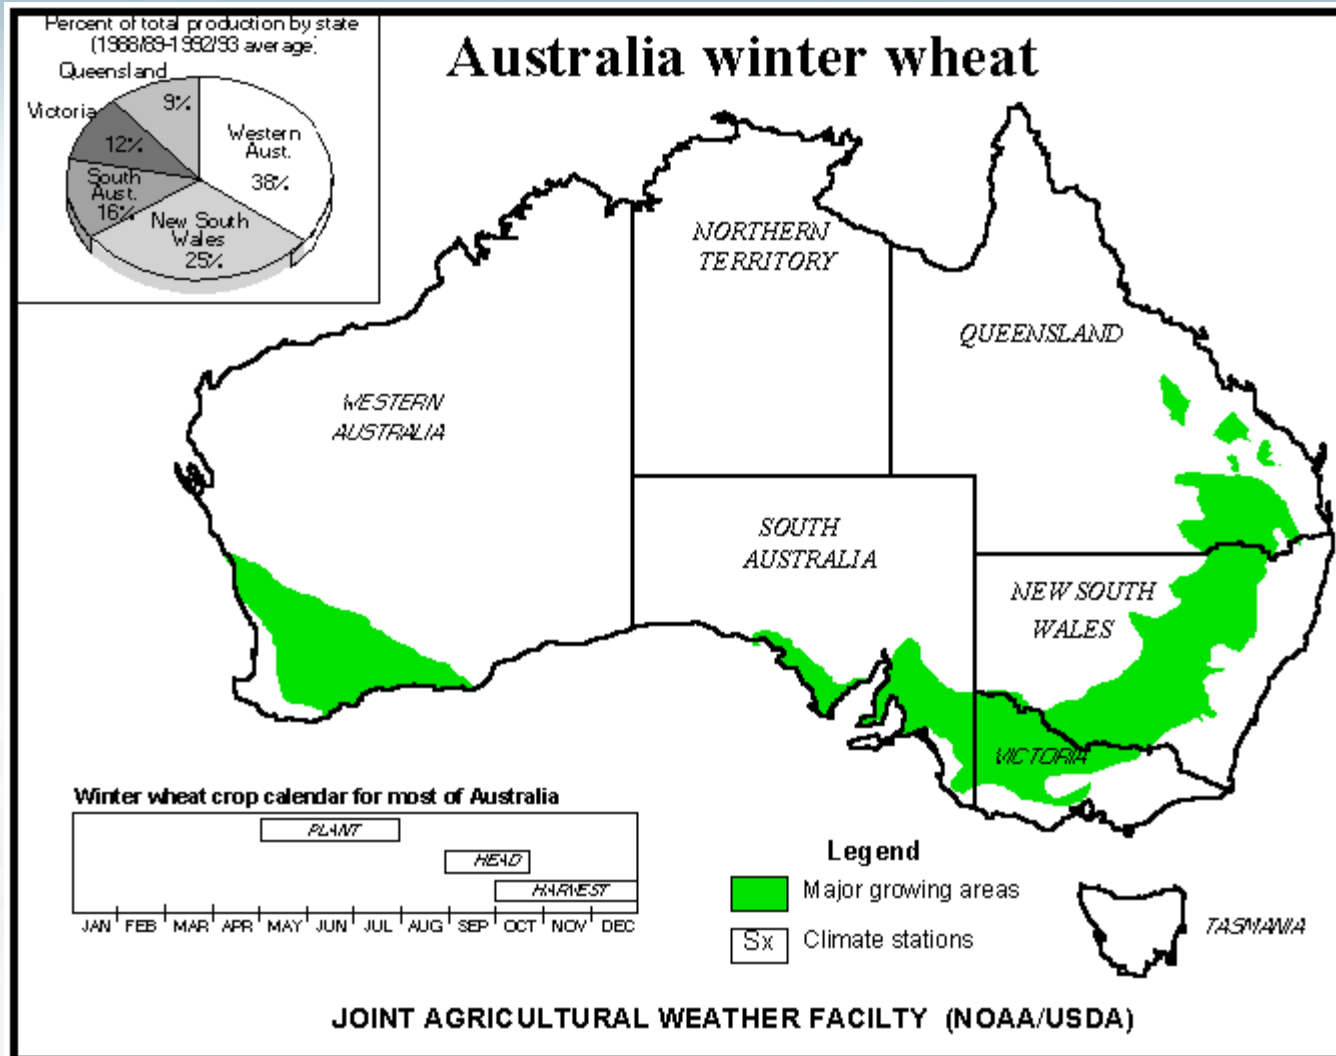 Percent of total production by state
(1988/89-1992/93 average)
Queensland
9%
Victoria
12%
Western
Aust.
38%
South
Aust.
16%
New South
Wales
25%
Australia winter wheat
NORTHERN
TERRITORY
QUEENSLAND
WESTERN
AUSTRALIA
SOUTH
AUSTRALIA
NEW SOUTH
WALES
VICTORIA
TASMANIA
Winter wheat crop calendar for most of Australia
PLANT
HEAD
HARVEST
JAN FEB MAR APR MAY JUN JUL AUG SEP OCT NOV DEC
Legend
Major growing areas
Sx Climate stations
JOINT AGRICULTURAL WEATHER FACILTY (NOAA/USDA)